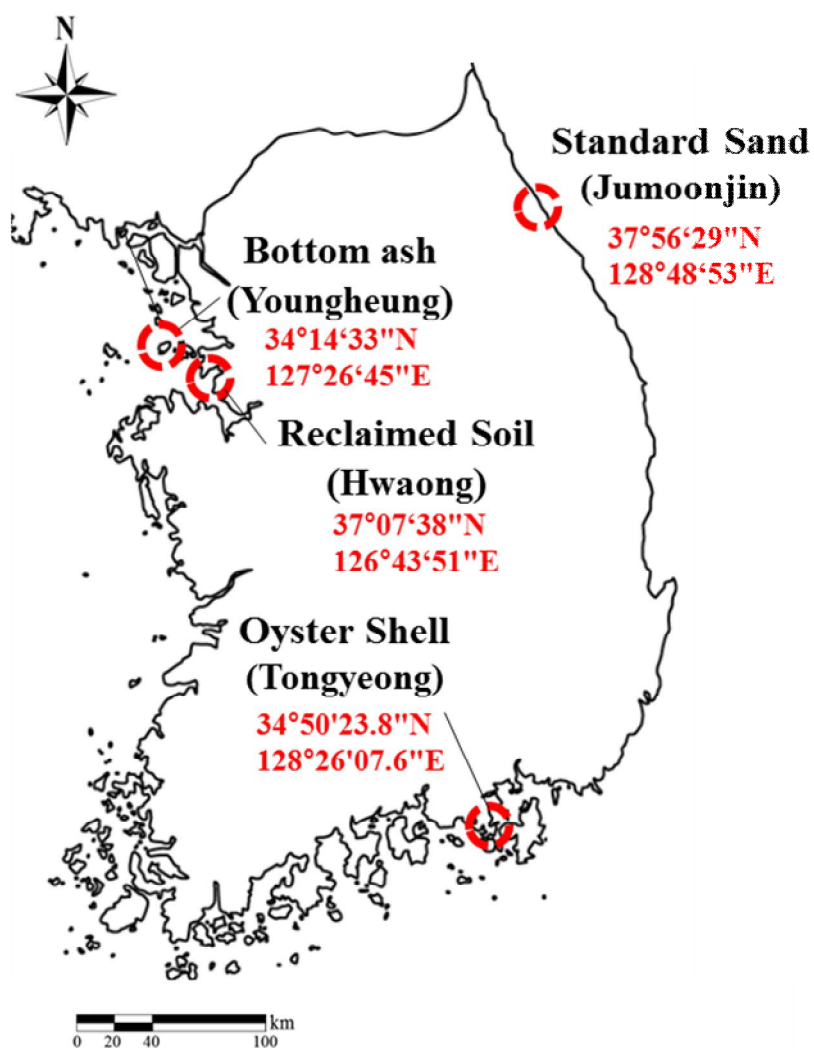 N
Standard Sand
(Jumoonjin)
37°56‘29"N
128°48‘53"E
Bottom ash
(Youngheung)
34°14‘33"N
127°26‘45"E
Reclaimed Soil
(Hwaong)
37°07‘38"N
126°43‘51"E
Oyster Shell
(Tongyeong)
34°50'23.8"N
128°26'07.6"E
km
0 20 40 100